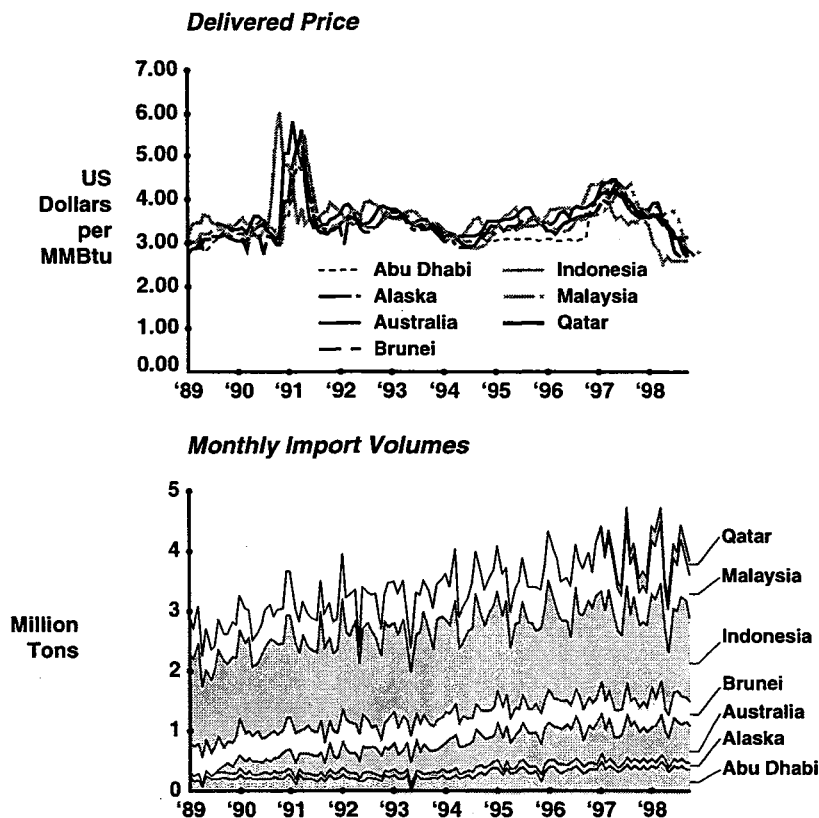 Delivered Price
7.00
6.00
5.00
4.00
3.00
2.00
1.00
0.00
US
Dollars
per
MMBtu
Abu Dhabi
Alaska
Australia
Brunei
Indonesia
Malaysia
Qatar
‘89 ‘90 ‘91 ‘92 ‘93 ‘94 ‘95 ‘96 ‘97 ‘98
Monthly Import Volumes
5
4
3
2
1
0
Million
Tons
Qatar
Malaysia
Indonesia
Brunei
Australia
Alaska
Abu Dhabi
‘89 ‘90 ‘91 ‘92 ‘93 ‘94 ‘95 ‘96 ‘97 ‘98